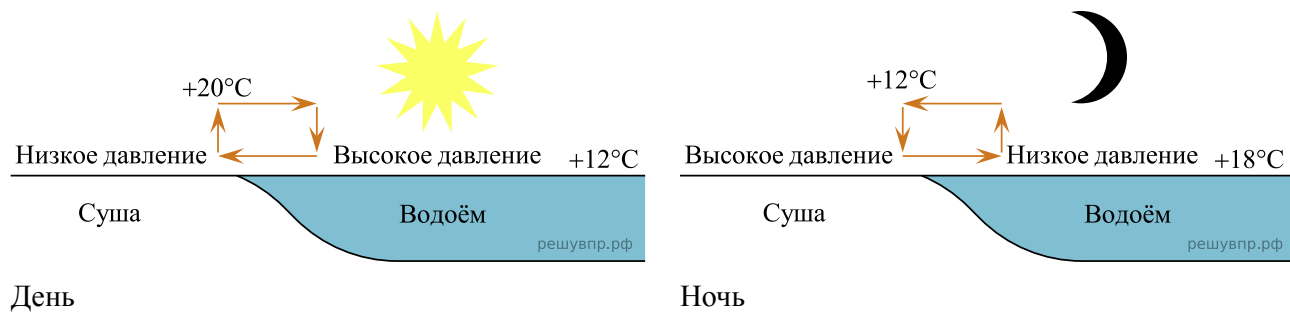 +20°C
Низкое давление
Высокое давление
+12°C
Суша
Водоём
решувпр.рф
День
+12°C
Высокое давление
Низкое давление
+18°C
Суша
Водоём
решувпр.рф
Ночь